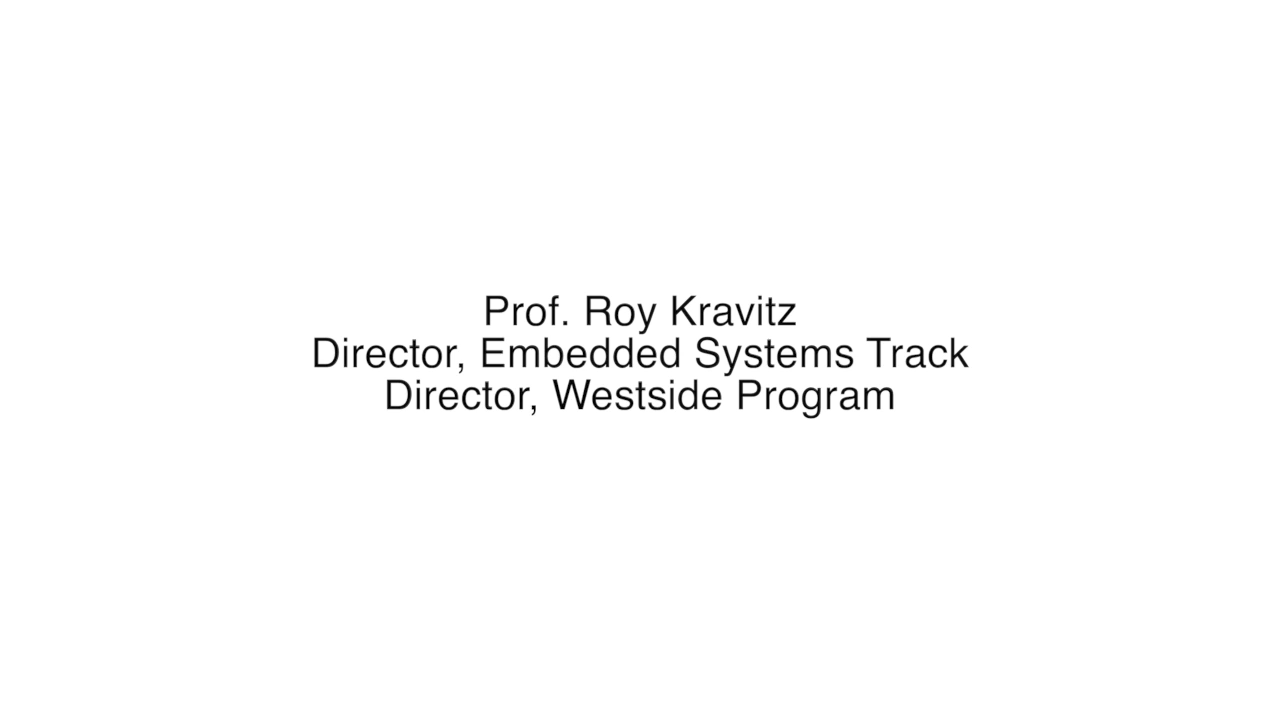 Prof. Roy Kravitz
Director, Embedded Systems Track
Director, Westside Program